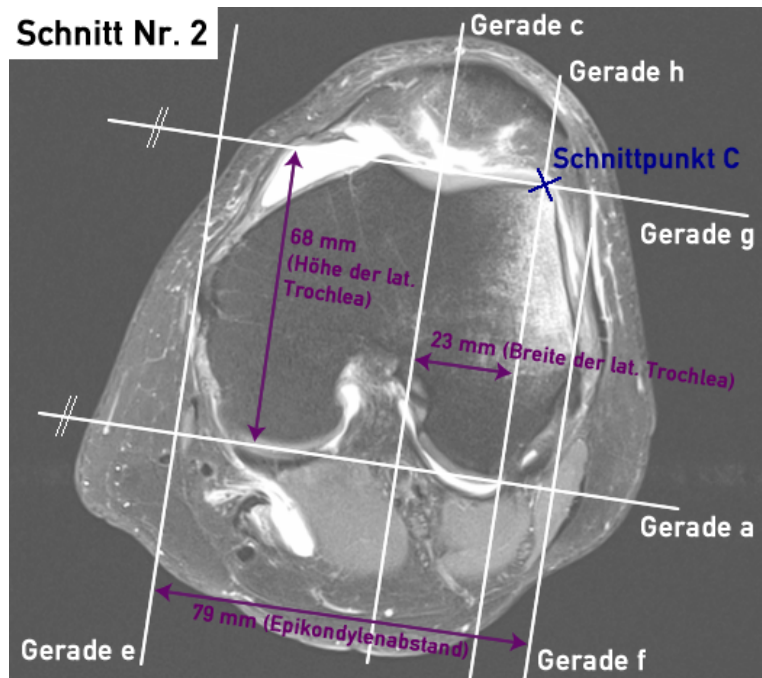 Schnitt Nr. 2
Gerade c
Gerade h
Schnittpunkt C
Gerade g
68 mm
(Höhe der lat.
Trochlea)
23 mm (Breite der lat. Trochlea)
Gerade a
79 mm (Epikondylenabstand)
Gerade e
Gerade f